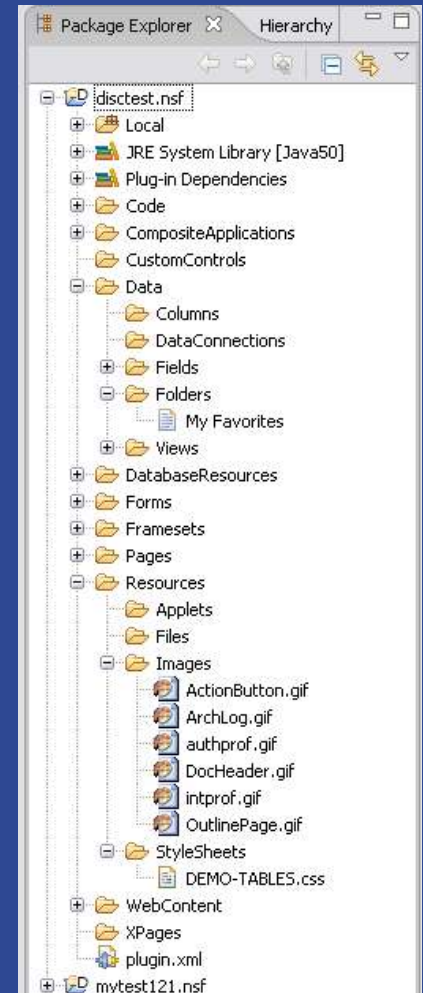 Package Explorer Hierarchy
disctest.nsf
Local
JRE System Library [Java50]
Plug-in Dependencies
Code
CompositeApplications
CustomControls
Data
Columns
DataConnections
Fields
Folders
My Favorites
Views
DatabaseResources
Forms
Framesets
Pages
Resources
Applets
Files
Images
ActionButton.gif
ArchLog.gif
authprof.gif
DocHeader.gif
intprof.gif
OutlinePage.gif
StyleSheets
DEMO-TABLES.css
WebContent
XPages
plugin.xml
mytest121.nsf